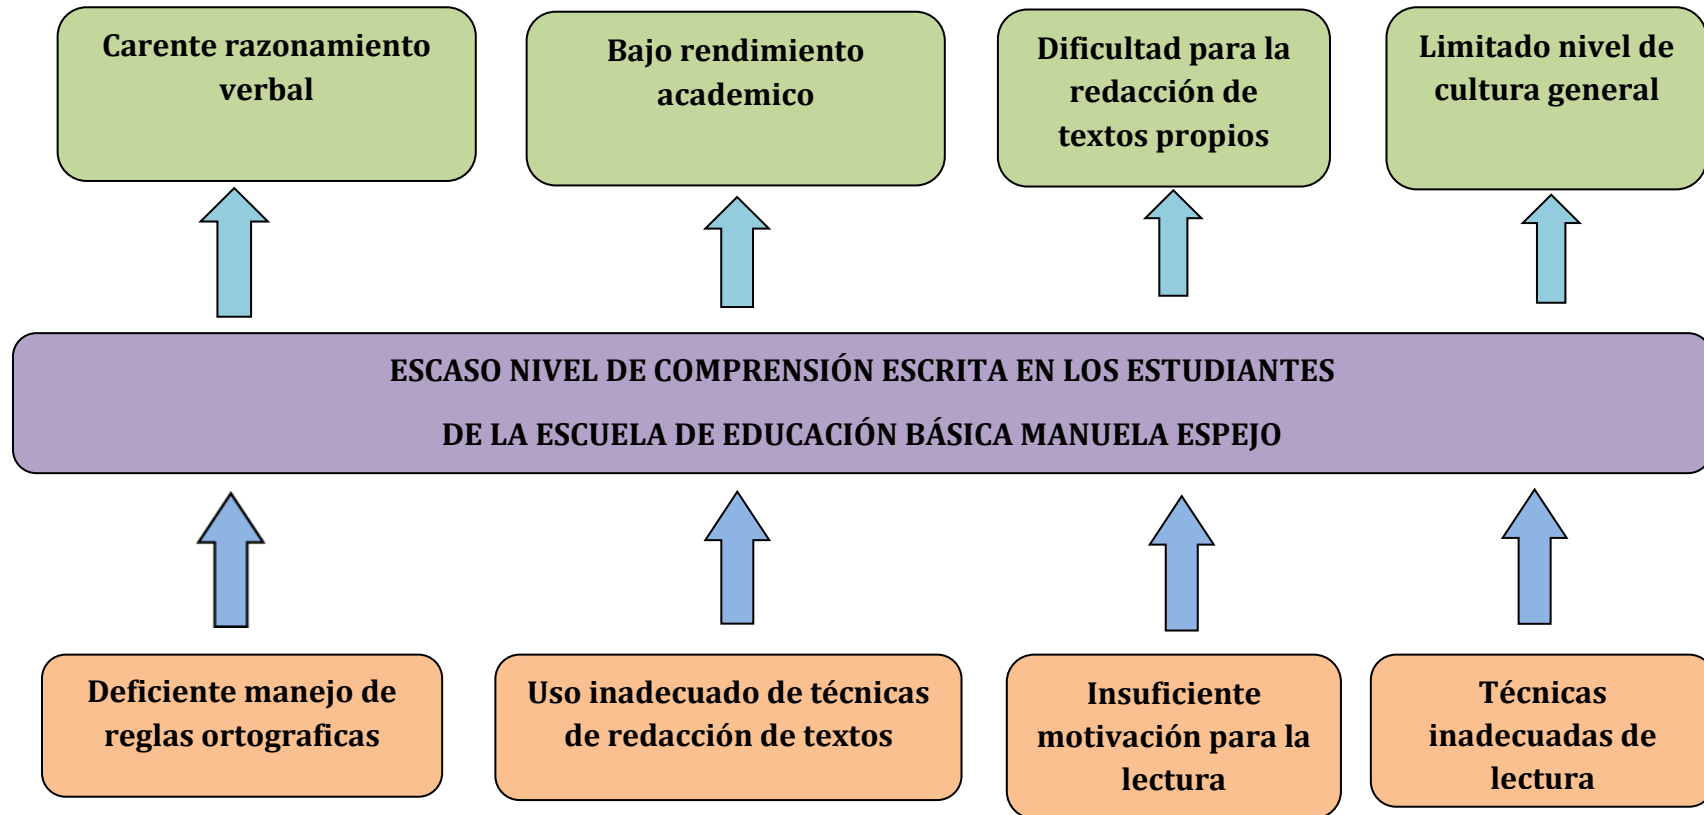 Carente razonamiento
verbal
Bajo rendimiento
academico
Dificultad para la
redacción de
textos propios
Limitado nivel de
cultura general
ESCASO NIVEL DE COMPRENSIÓN ESCRITA EN LOS ESTUDIANTES
DE LA ESCUELA DE EDUCACIÓN BÁSICA MANUELA ESPEJO
Deficiente manejo de
reglas ortograficas
Uso inadecuado de técnicas
de redacción de textos
Insuficiente
motivación para la
lectura
Técnicas
inadecuadas de
lectura